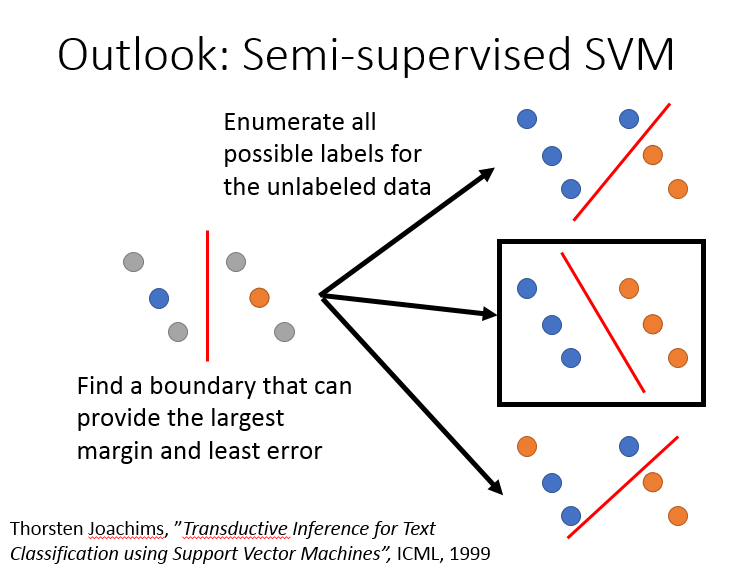 Outlook: Semi-supervised SVM
Enumerate all
possible labels for
the unlabeled data
Find a boundary that can
provide the largest
margin and least error
Thorsten Joachims, ”Transductive Inference for Text
Classification using Support Vector Machines”, ICML, 1999